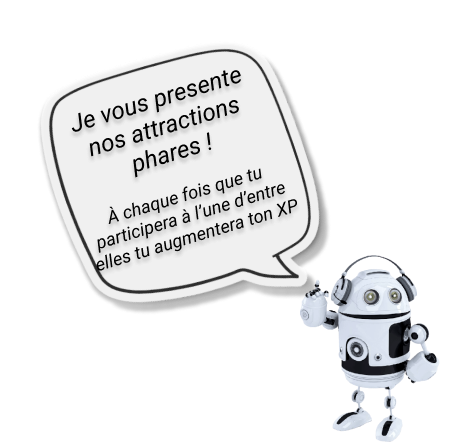 Je vous presente
nos attractions
phares !
À chaque fois que tu
participera à l’une d’entre
elles tu augmentera ton XP